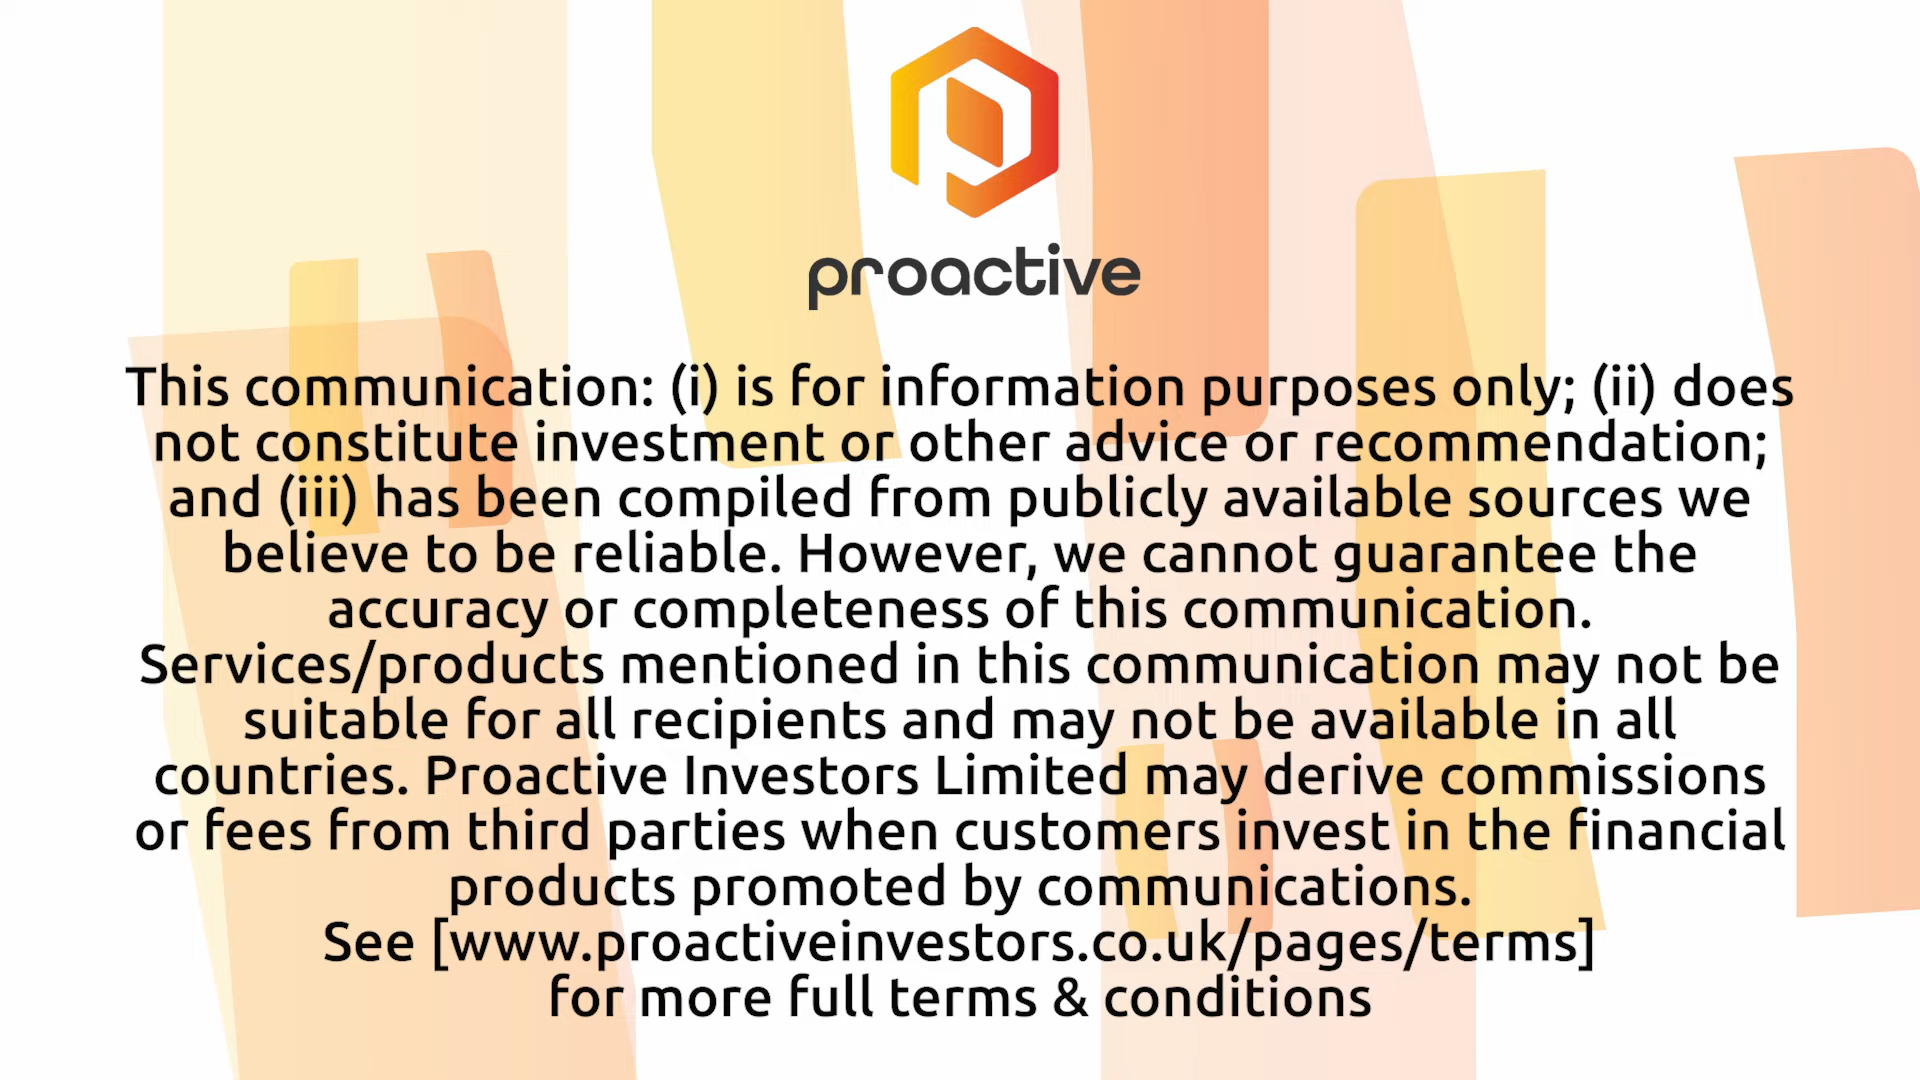 proactive
This communication: (i) is for information purposes only; (ii) does
not constitute investment or other advice or recommendation;
and (iii) has been compiled from publicly available sources we
believe to be reliable. However, we cannot guarantee the
accuracy or completeness of this communication.
Services/products mentioned in this communication may not be
suitable for all recipients and may not be available in all
countries. Proactive Investors Limited may derive commissions
or fees from third parties when customers invest in the financial
products promoted by communications.
See [www.proactiveinvestors.co.uk/pages/terms]
for more full terms & conditions